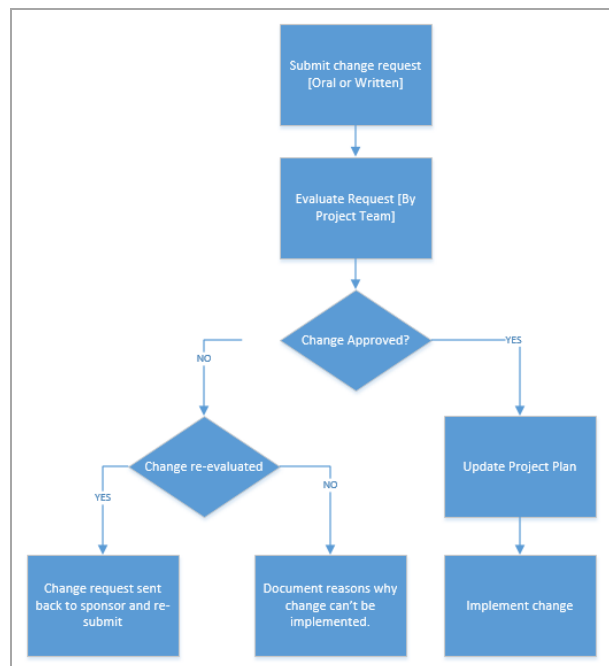 Submit change request
[Oral or Written]
Evaluate Request [By
Project Team]
Change Approved?
NO
YES
Change re-evaluated
Update Project Plan
YES
NO
Change request sent
back to sponsor and re-
submit
Document reasons why
change can't be
implemented.
Implement change